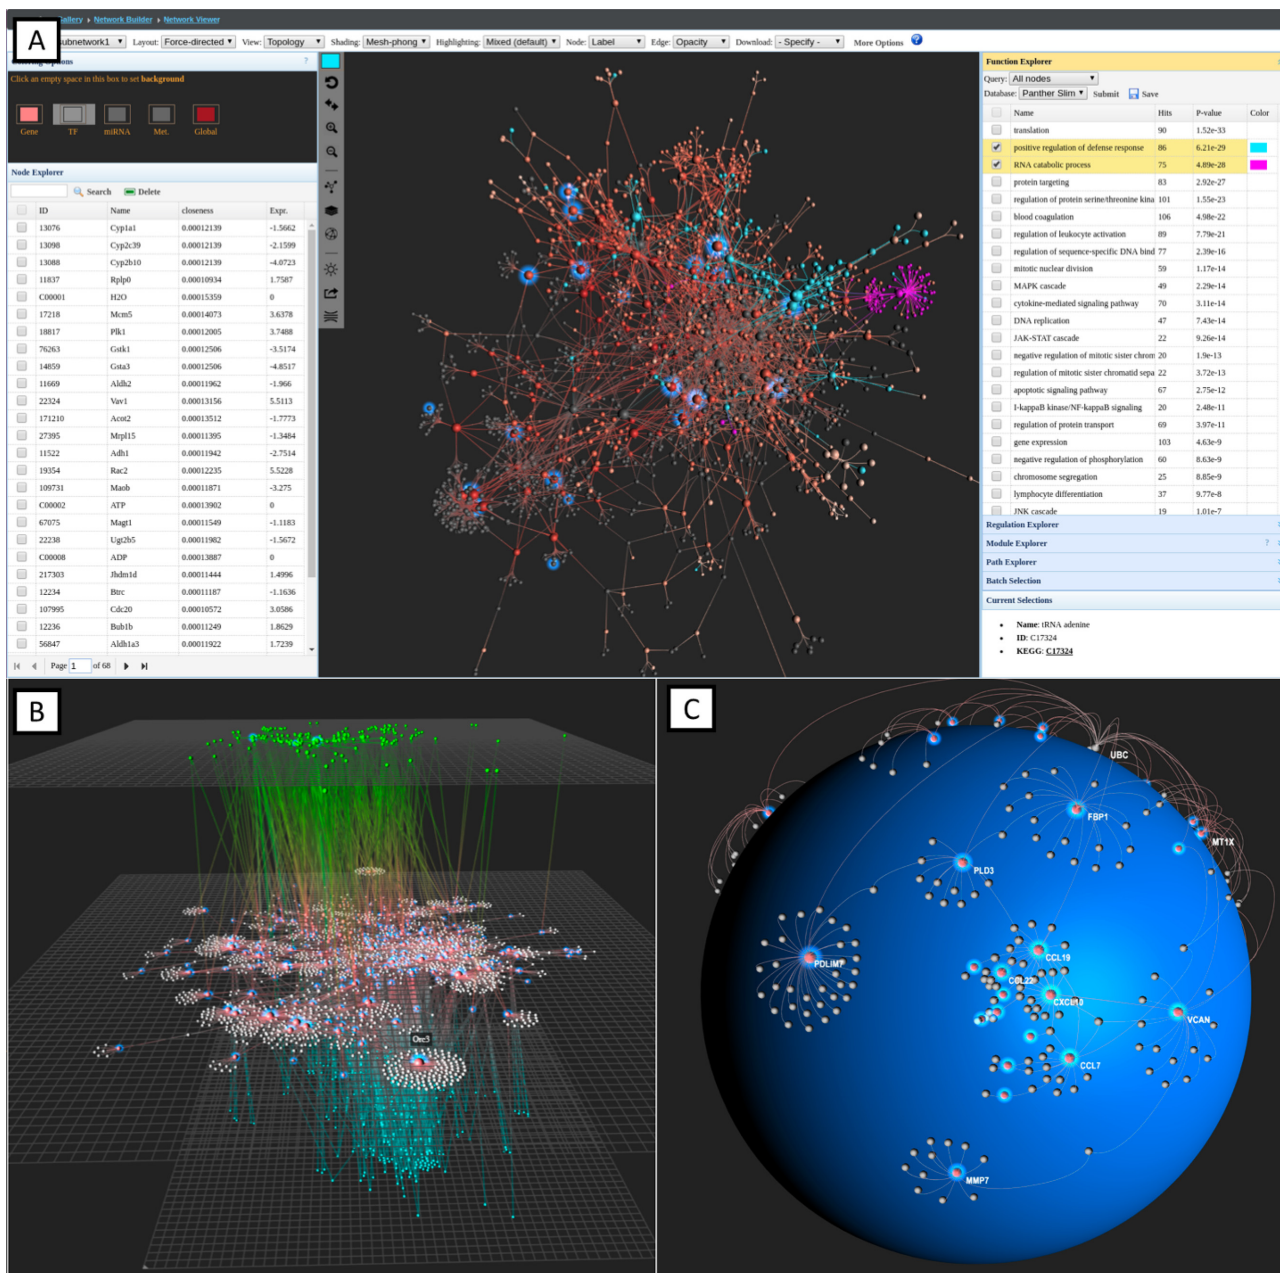 Gallery Network Builder Network Viewer
A
subnetwork1 Layout: Force-directed View: Topology Shading: Mesh-phong Highlighting: Mixed (default) Node: Label Edge: Opacity Download: - Specify - More Options ?
Options ?
Click an empty space in this box to set background
Gene TF miRNA Met. Global
Node Explorer
Search Delete
ID Name closeness Expr.
13076 Cyp1a1 0.00012139 -1.5662
13098 Cyp2c39 0.00012139 -2.1599
13088 Cyp2b10 0.00012139 -4.0723
11837 Rplp0 0.00010934 1.7587
C00001 H2O 0.00015359 0
17218 Mcm5 0.00014073 3.6378
18817 Plk1 0.00012005 3.7488
76263 Gstk1 0.00012506 -3.5174
14859 Gsta3 0.00012506 -4.8517
11669 Aldh2 0.00011962 -1.966
22324 Vav1 0.00013156 5.5113
171210 Acot2 0.00013512 -1.7773
27395 Mrpl15 0.00011395 -1.3484
11522 Adh1 0.00011942 -2.7514
19354 Rac2 0.00012235 5.5228
109731 Maob 0.00011871 -3.275
C00002 ATP 0.00013902 0
67075 Magt1 0.00011549 -1.1183
22238 Ugt2b5 0.00011982 -1.5672
C00008 ADP 0.00013887 0
217303 Jhdm1d 0.00011444 1.4996
12234 Btrc 0.00011187 -1.1636
107995 Cdc20 0.00010572 3.0586
12236 Bub1b 0.00011249 1.8629
56847 Aldh1a3 0.00011922 1.7239
Page 1 of 68
Function Explorer
Query: All nodes
Database: Panther Slim Submit Save
Name Hits P-value Color
translation 90 1.52e-33
positive regulation of defense response 86 6.21e-29
RNA catabolic process 75 4.89e-28
protein targeting 83 2.92e-27
regulation of protein serine/threonine kina 101 1.55e-23
blood coagulation 106 4.98e-22
regulation of leukocyte activation 89 7.79e-21
regulation of sequence-specific DNA bind 77 2.39e-16
mitotic nuclear division 59 1.17e-14
MAPK cascade 49 2.29e-14
cytokine-mediated signaling pathway 70 3.11e-14
DNA replication 47 7.43e-14
JAK-STAT cascade 22 9.26e-14
negative regulation of mitotic sister chrom 20 1.9e-13
regulation of mitotic sister chromatid sepa 22 3.72e-13
apoptotic signaling pathway 67 2.75e-12
I-kappaB kinase/NF-kappaB signaling 20 2.48e-11
regulation of protein transport 69 3.97e-11
gene expression 103 4.63e-9
negative regulation of phosphorylation 60 8.63e-9
chromosome segregation 25 8.85e-9
lymphocyte differentiation 37 9.77e-8
JNK cascade 19 1.01e-7
Regulation Explorer
Module Explorer ?
Path Explorer
Batch Selection
Current Selections
Name: tRNA adenine
ID: C17324
KEGG: C17324
B
C
UBC
FBP1
MT1X
PLD3
CCL19
PDLIM7
CCL22
CXCL10
VCAN
CCL7
MMP7